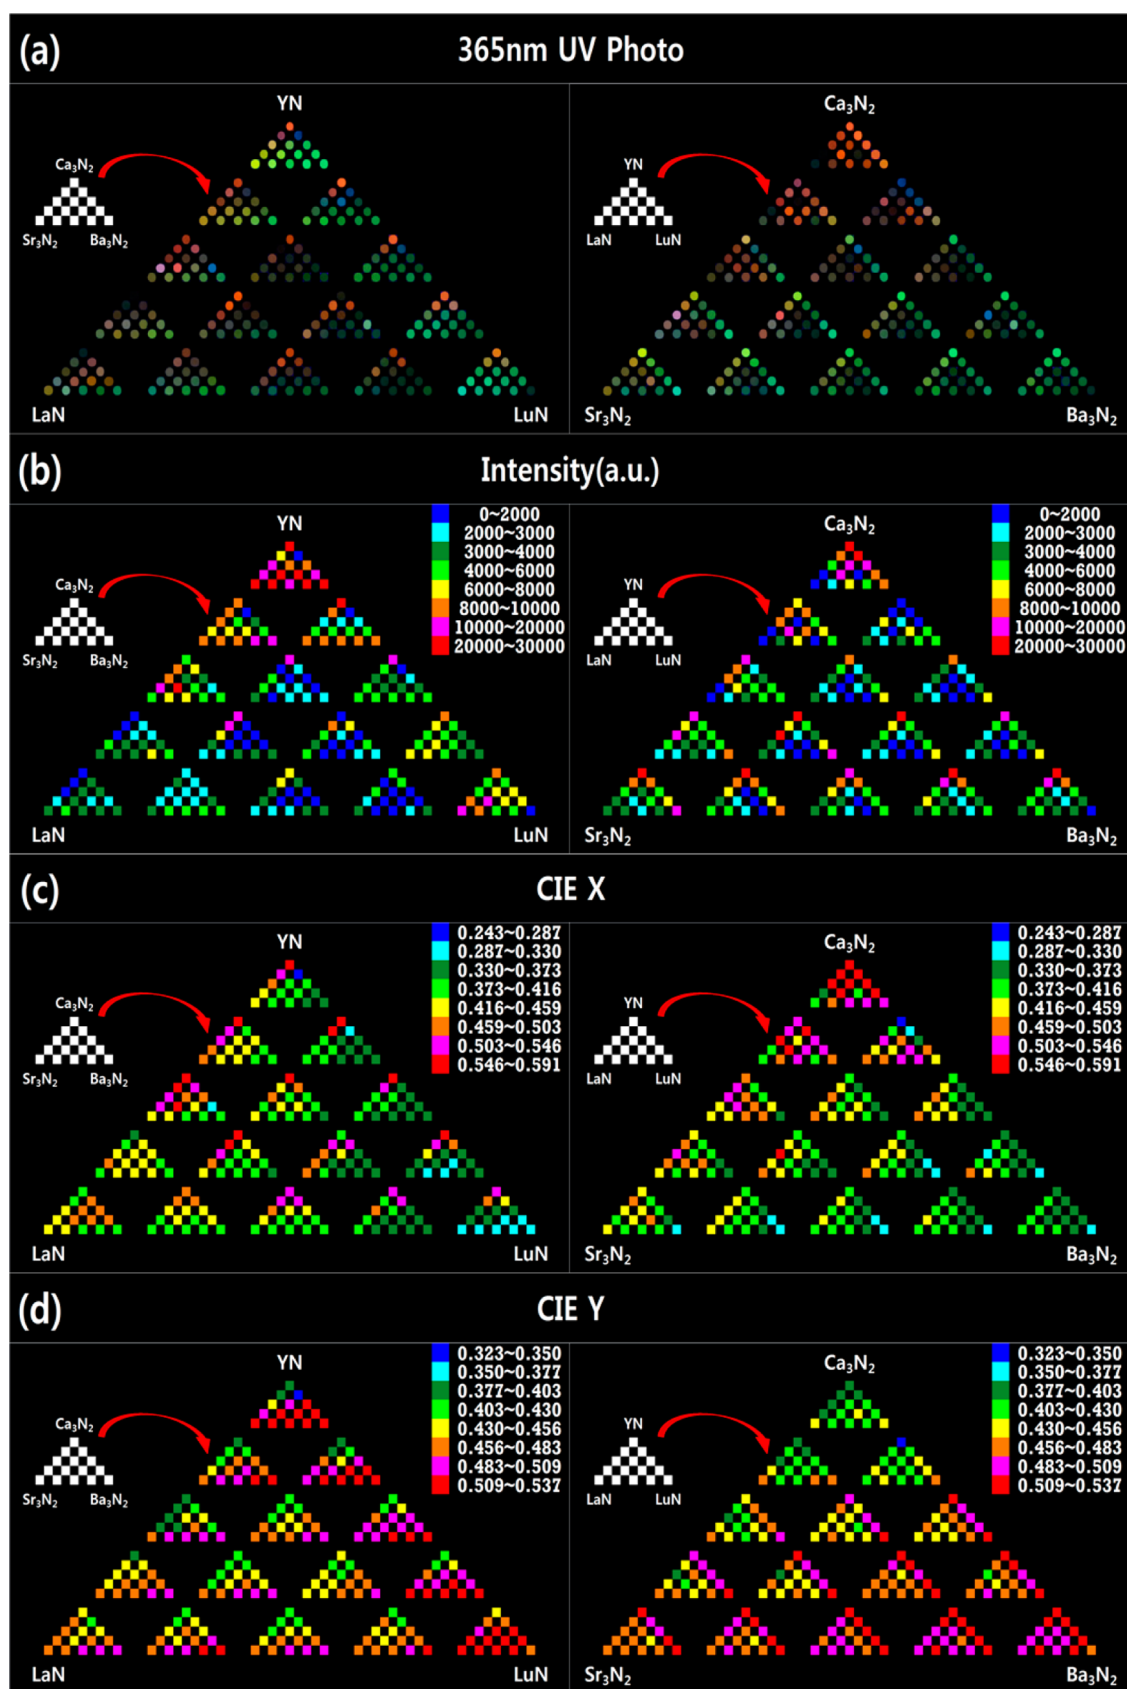 (a)
365nm UV Photo
YN
Ca₃N₂
Sr₃N₂ Ba₃N₂
LaN
LuN
Ca₃N₂
YN
LaN LuN
Sr₃N₂
Ba₃N₂
(b)
Intensity(a.u.)
YN
0~2000
2000~3000
3000~4000
4000~6000
6000~8000
8000~10000
10000~20000
20000~30000
Ca₃N₂
Sr₃N₂ Ba₃N₂
LaN
LuN
Ca₃N₂
0~2000
2000~3000
3000~4000
4000~6000
6000~8000
8000~10000
10000~20000
20000~30000
YN
LaN LuN
Sr₃N₂
Ba₃N₂
(c)
CIE X
YN
0.243~0.287
0.287~0.330
0.330~0.373
0.373~0.416
0.416~0.459
0.459~0.503
0.503~0.546
0.546~0.591
Ca₃N₂
Sr₃N₂ Ba₃N₂
LaN
LuN
Ca₃N₂
0.243~0.287
0.287~0.330
0.330~0.373
0.373~0.416
0.416~0.459
0.459~0.503
0.503~0.546
0.546~0.591
YN
LaN LuN
Sr₃N₂
Ba₃N₂
(d)
CIE Y
YN
0.323~0.350
0.350~0.377
0.377~0.403
0.403~0.430
0.430~0.456
0.456~0.483
0.483~0.509
0.509~0.537
Ca₃N₂
Sr₃N₂ Ba₃N₂
LaN
LuN
Ca₃N₂
0.323~0.350
0.350~0.377
0.377~0.403
0.403~0.430
0.430~0.456
0.456~0.483
0.483~0.509
0.509~0.537
YN
LaN LuN
Sr₃N₂
Ba₃N₂